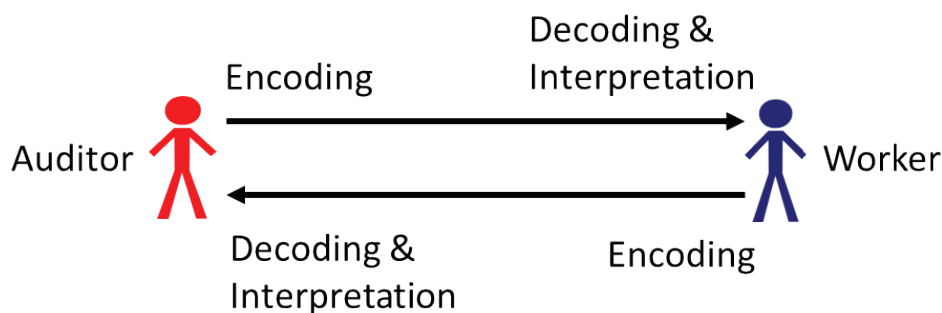 Decoding &
Interpretation
Encoding
Auditor
Worker
Decoding &
Interpretation
Encoding